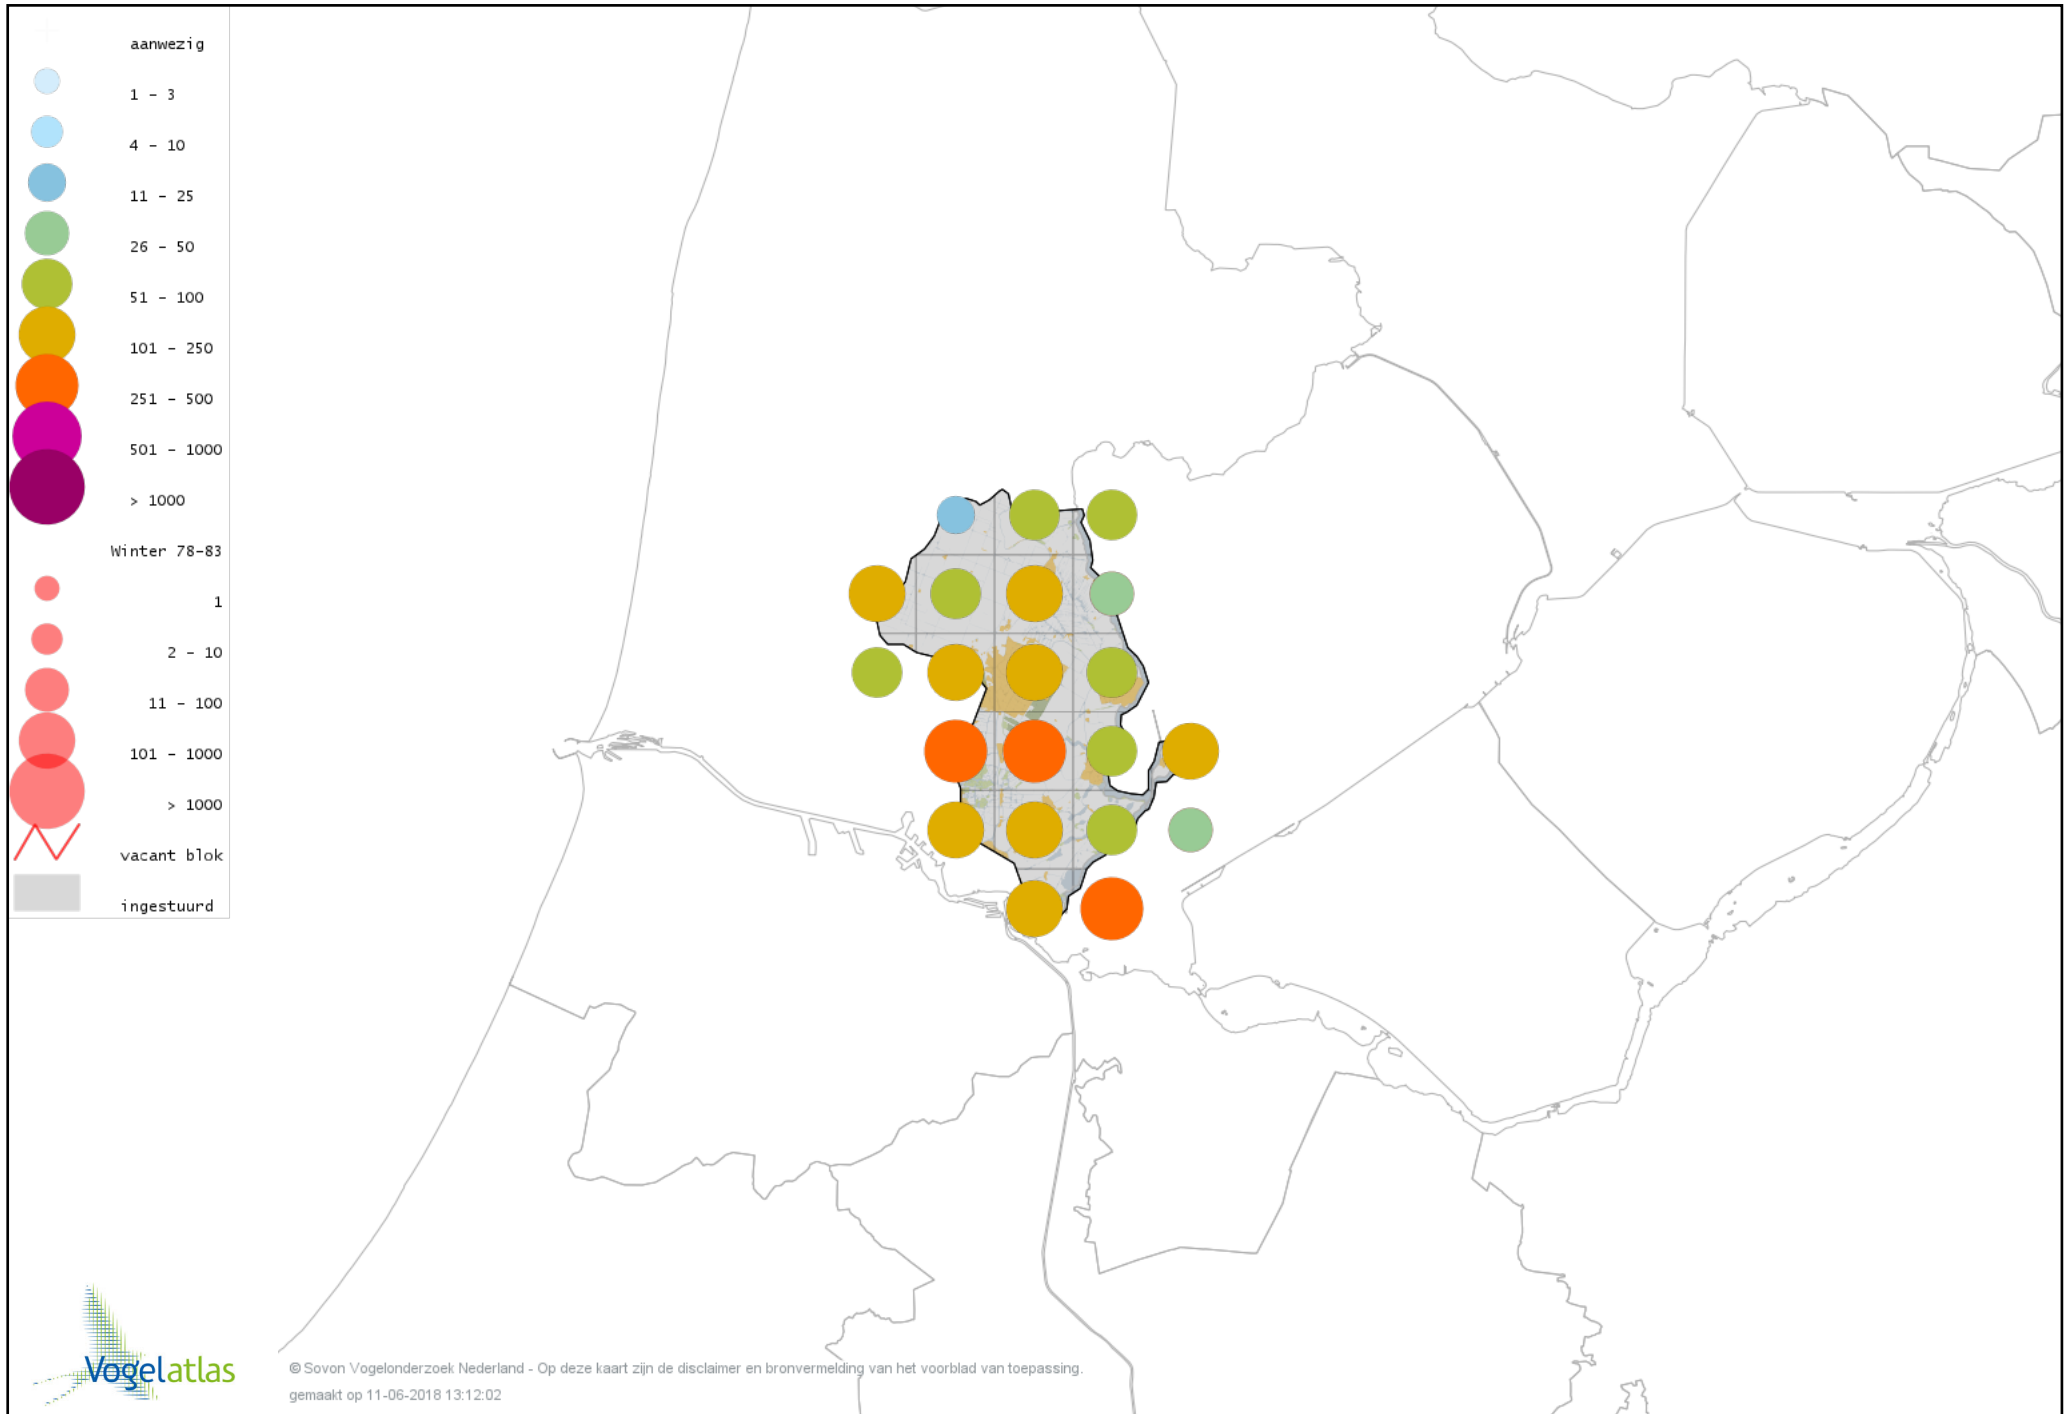 aanwezig
1 - 3
4 - 10
11 - 25
26 - 50
51 - 100
101 - 250
251 - 500
501 - 1000
> 1000
Winter 78-83
1
2 - 10
11 - 100
101 - 1000
> 1000
vacant blok
ingestuurd
Vogelatlas
© Sovon Vogelonderzoek Nederland - Op deze kaart zijn de disclaimer en bronvermelding van het voorblad van toepassing.
gemaakt op 11-06-2018 13:12:02